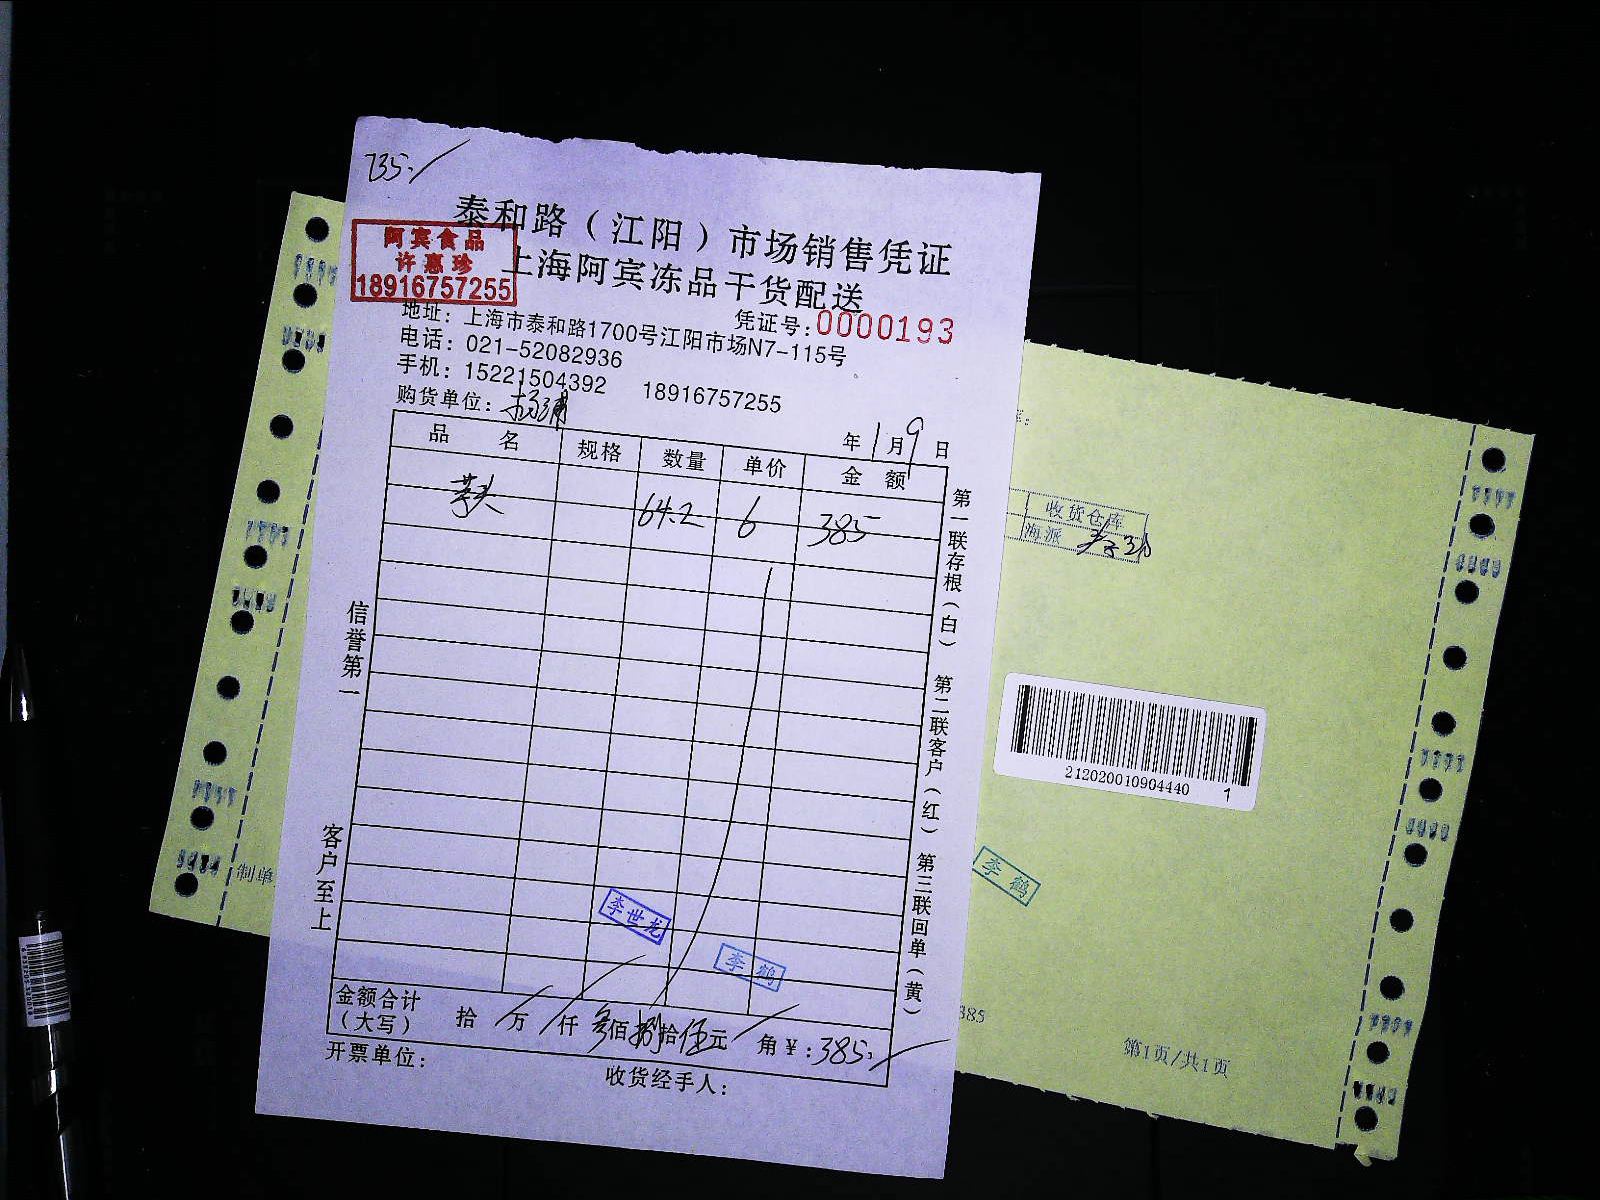 735.
泰和路（江阳）市场销售凭证
阿宾食品
许惠珍
18916757255
上海阿宾冻品干货配送
凭证号:0000193
地址：上海市泰和路1700号江阳市场N7-115号
电话：021-52082936
手机：15221504392 18916757255
购货单位：杨浦
年1月9日
品 名 规格 数量 单价 金 额
64.2 6 385
第一联存根（白） 第二联客户（红） 第三联回单（黄）
信誉第一 客户至上
李世龙
李鹤
金额合计（大写） 拾 万 仟 叁佰捌拾伍元 角￥:385.
开票单位：
收货经手人：
收货仓库
海派
212020010904440 1
李鹤
制单
385
第1页/共1页